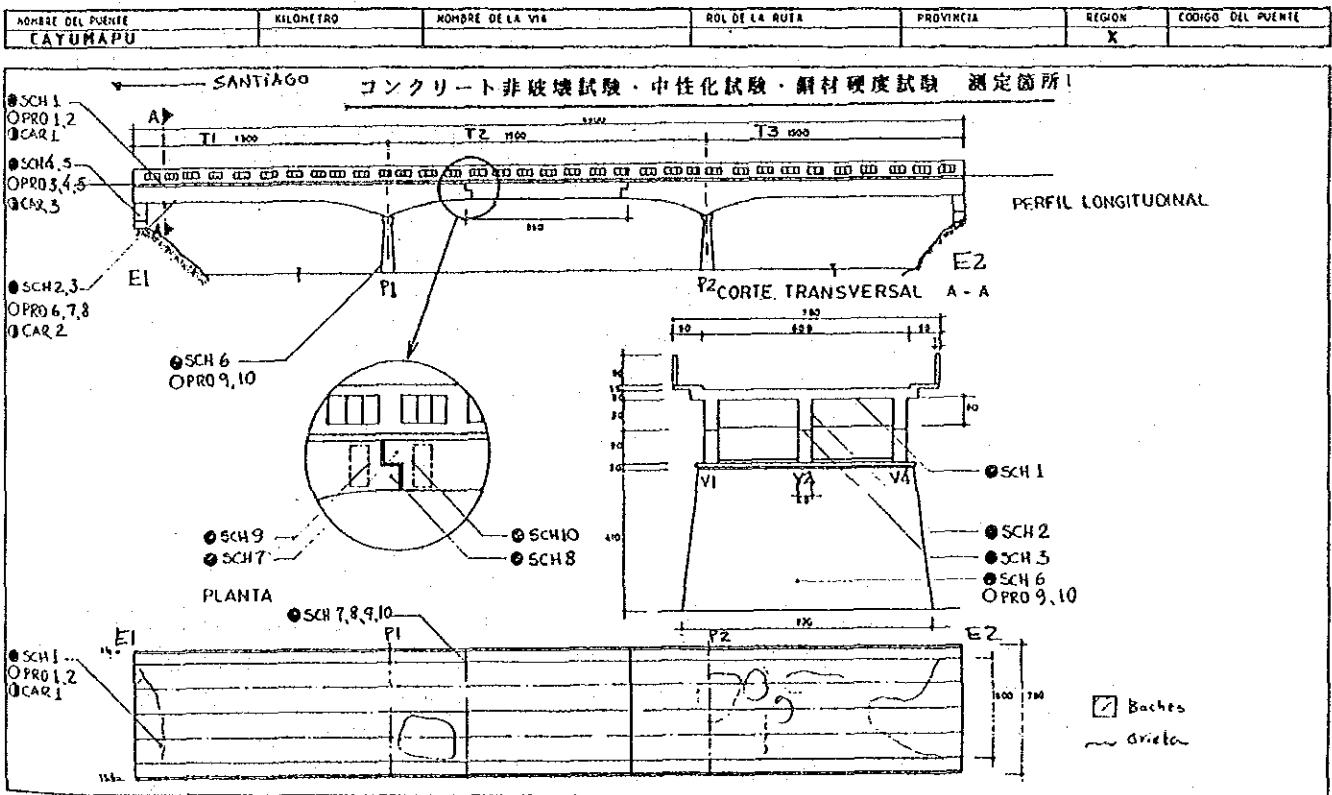 NOMBRE DEL PUENTE
KILOMETRO
NOMBRE DE LA VIA
ROL DE LA RUTA
PROVINCIA
REGION
CODIGO DEL PUENTE
CAYUMAPU
X
SANTiAGO
コンクリート非破壊試験・中性化試験・鋼材硬度試験 測定箇所1
SCH 1
PRO 1,2
CAR 1
A
T1
T2
T3
SCH4,5
PRO 3,4,5
CAR 3
PERFIL LONGITUDINAL
A
E1
P1
P2
E2
SCH 2,3
PRO 6,7,8
CAR 2
CORTE TRANSVERSAL A - A
SCH 6
PRO 9,10
SCH 1
V1
SCH 9
SCH 7
SCH10
SCH 8
SCH 2
SCH 3
SCH 6
PRO 9,10
PLANTA
SCH 7,8,9,10
E1
P1
P2
E2
SCH 1
PRO 1,2
CAR 1
Baches
Grieta